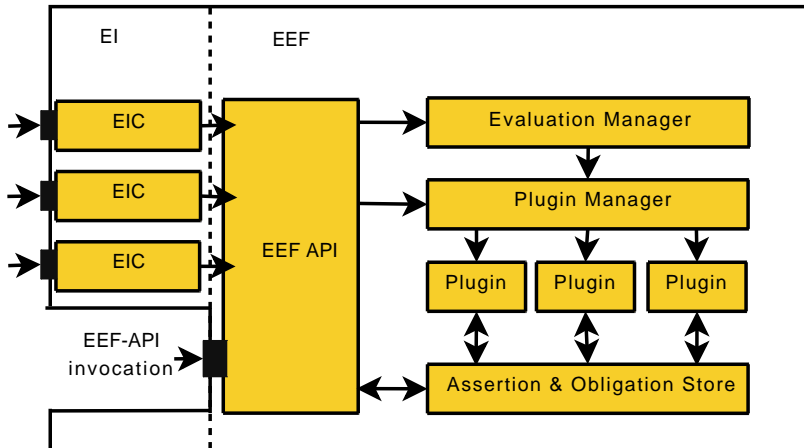 EI
EEF
EIC
EIC
EIC
EEF-API
invocation
EEF API
Evaluation Manager
Plugin Manager
Plugin
Plugin
Plugin
Assertion & Obligation Store